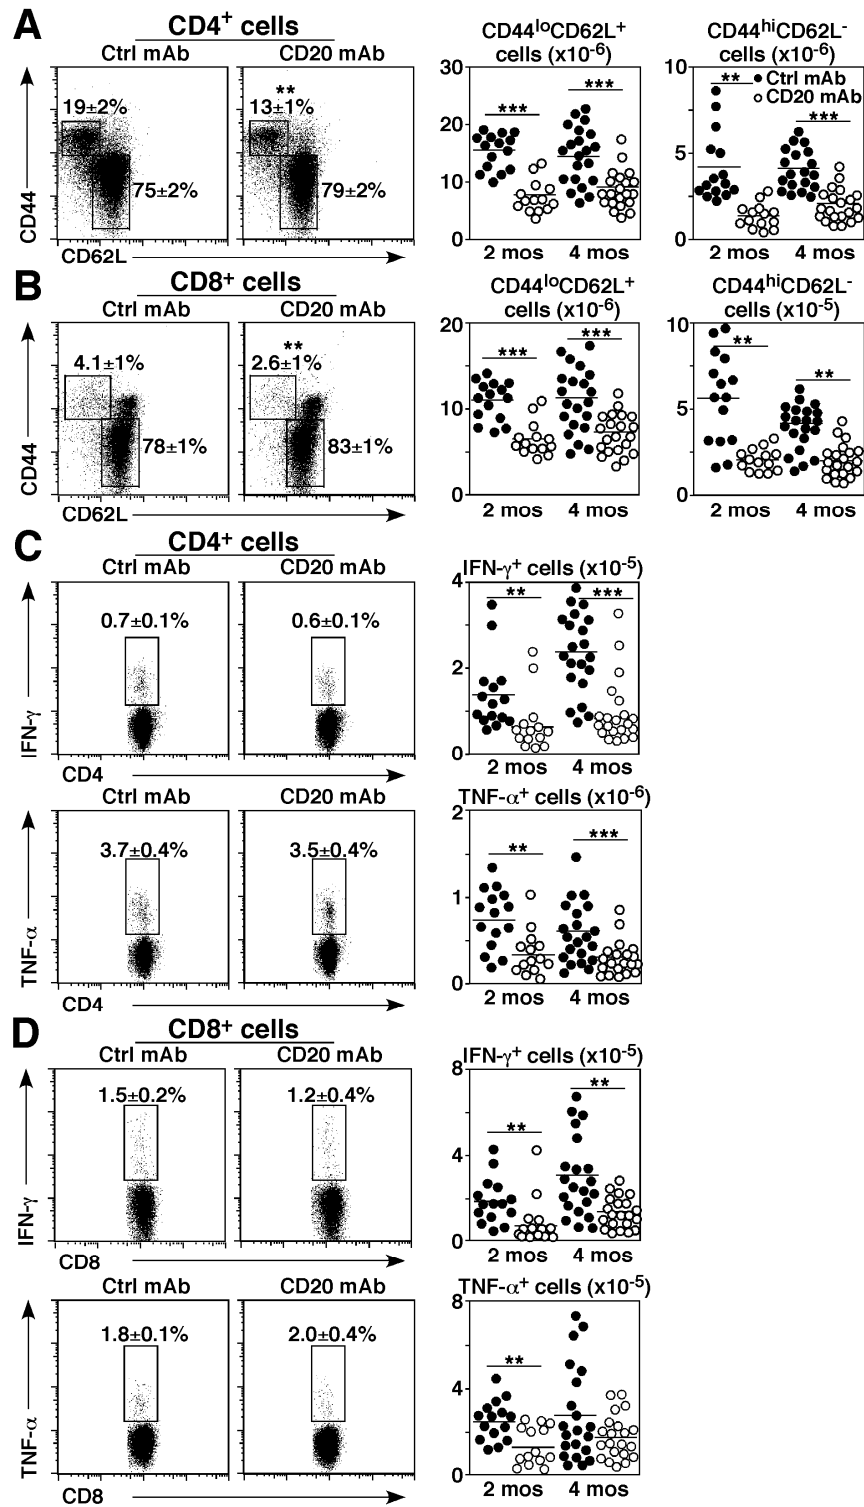 A
CD4+ cells
Ctrl mAb
CD20 mAb
19±2%
75±2%
**
13±1%
79±2%
CD44
CD62L
CD44loCD62L+
cells (x10-6)
30
20
10
0
***
***
2 mos
4 mos
CD44hiCD62L-
cells (x10-6)
10
5
0
**
***
Ctrl mAb
CD20 mAb
2 mos
4 mos
B
CD8+ cells
Ctrl mAb
CD20 mAb
4.1±1%
78±1%
**
2.6±1%
83±1%
CD44
CD62L
CD44loCD62L+
cells (x10-6)
20
10
0
***
***
2 mos
4 mos
CD44hiCD62L-
cells (x10-5)
10
5
0
**
**
2 mos
4 mos
C
CD4+ cells
Ctrl mAb
CD20 mAb
0.7±0.1%
0.6±0.1%
IFN-γ
CD4
IFN-γ+ cells (x10-5)
4
2
0
**
***
2 mos
4 mos
Ctrl mAb
CD20 mAb
3.7±0.4%
3.5±0.4%
TNF-α
CD4
TNF-α+ cells (x10-6)
2
1
0
**
***
2 mos
4 mos
D
CD8+ cells
Ctrl mAb
CD20 mAb
1.5±0.2%
1.2±0.4%
IFN-γ
CD8
IFN-γ+ cells (x10-5)
8
4
0
**
**
2 mos
4 mos
Ctrl mAb
CD20 mAb
1.8±0.1%
2.0±0.4%
TNF-α
CD8
TNF-α+ cells (x10-5)
8
4
0
**
2 mos
4 mos